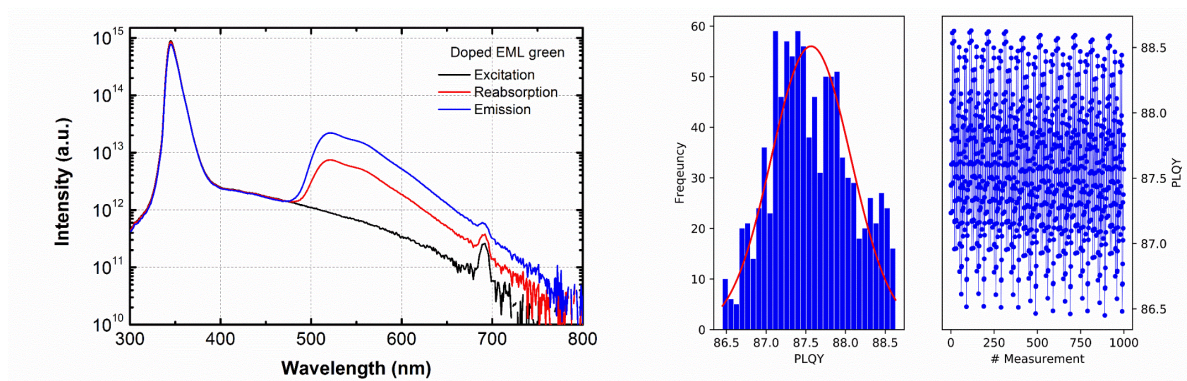 10^15
10^14
10^13
10^12
10^11
10^10
Intensity (a.u.)
Doped EML green
Excitation
Reabsorption
Emission
300 400 500 600 700 800
Wavelength (nm)
60
50
40
30
20
10
0
Freqeuncy
86.5 87.0 87.5 88.0 88.5
PLQY
88.5
88.0
87.5
87.0
86.5
PLQY
0 250 500 750 1000
# Measurement